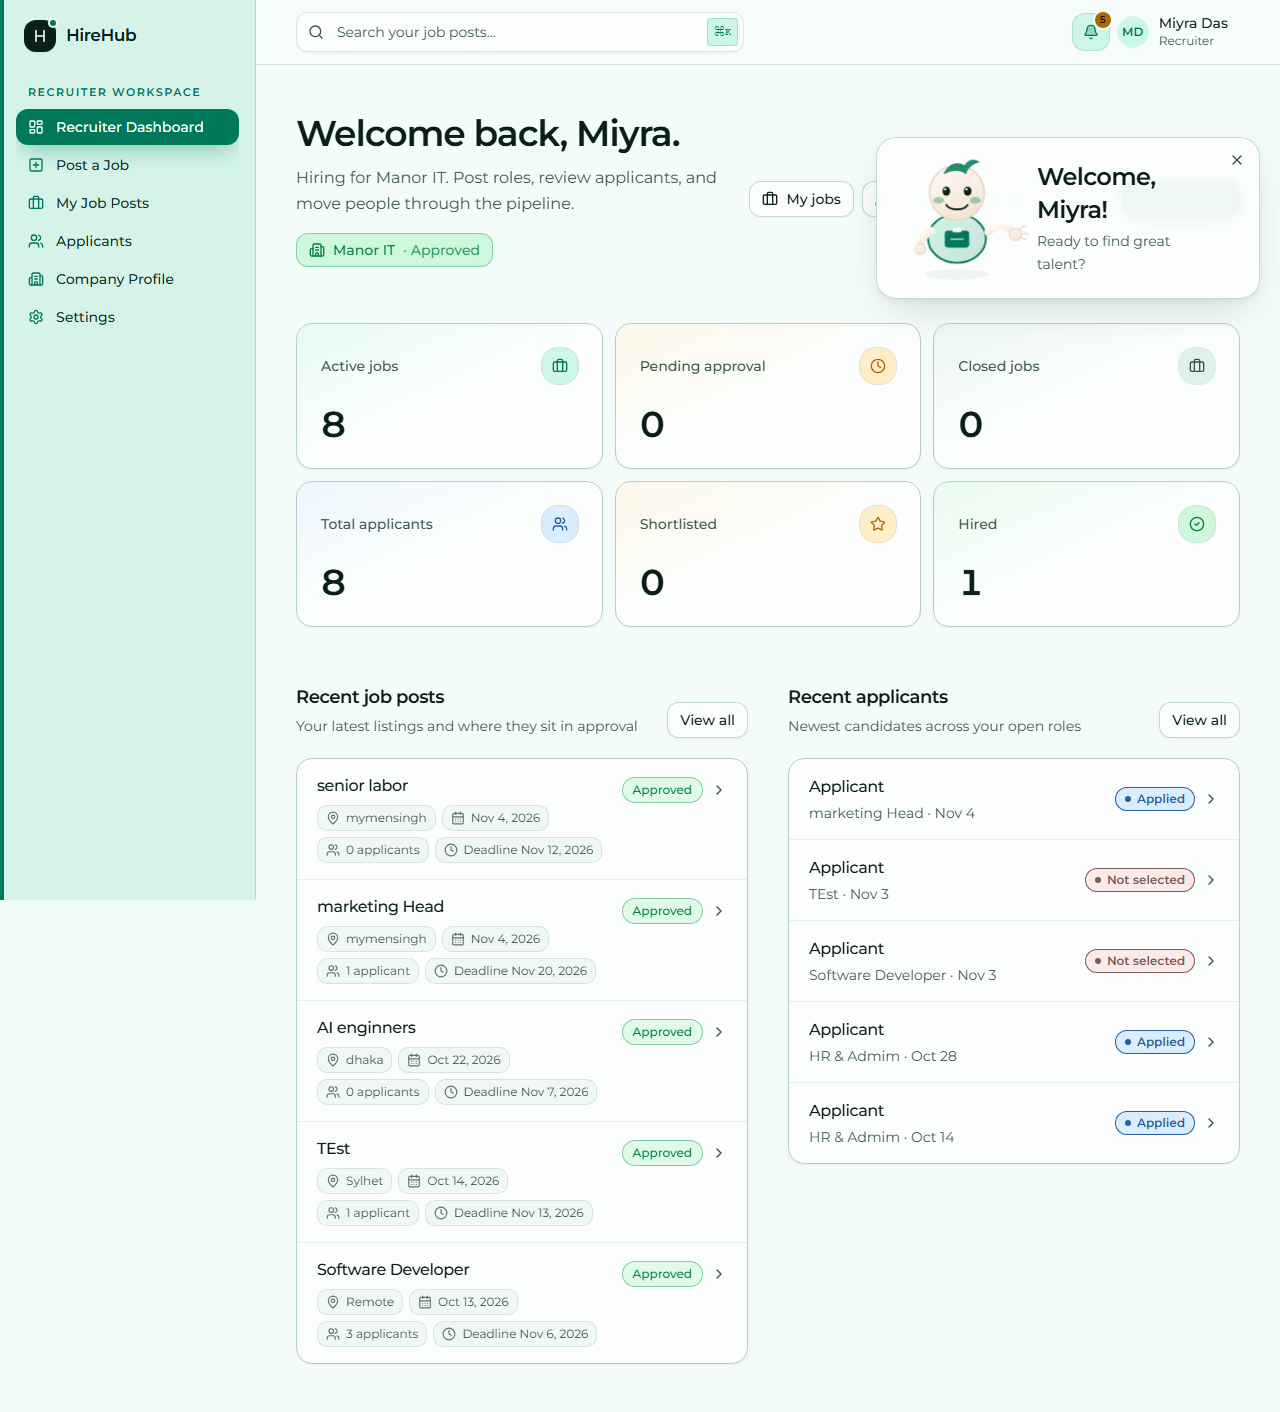 H HireHub
RECRUITER WORKSPACE
Recruiter Dashboard
Post a Job
My Job Posts
Applicants
Company Profile
Settings
Search your job posts...
⌘K
5
MD
Miyra Das
Recruiter
Welcome back, Miyra.
Hiring for Manor IT. Post roles, review applicants, and
move people through the pipeline.
Manor IT · Approved
My jobs
Welcome,
Miyra!
Ready to find great
talent?
Active jobs
8
Pending approval
0
Closed jobs
0
Total applicants
8
Shortlisted
0
Hired
1
Recent job posts
Your latest listings and where they sit in approval
View all
senior labor
Approved
mymensingh
Nov 4, 2026
0 applicants
Deadline Nov 12, 2026
marketing Head
Approved
mymensingh
Nov 4, 2026
1 applicant
Deadline Nov 20, 2026
AI enginners
Approved
dhaka
Oct 22, 2026
0 applicants
Deadline Nov 7, 2026
TEst
Approved
Sylhet
Oct 14, 2026
1 applicant
Deadline Nov 13, 2026
Software Developer
Approved
Remote
Oct 13, 2026
3 applicants
Deadline Nov 6, 2026
Recent applicants
Newest candidates across your open roles
View all
Applicant
marketing Head · Nov 4
Applied
Applicant
TEst · Nov 3
Not selected
Applicant
Software Developer · Nov 3
Not selected
Applicant
HR & Admim · Oct 28
Applied
Applicant
HR & Admim · Oct 14
Applied